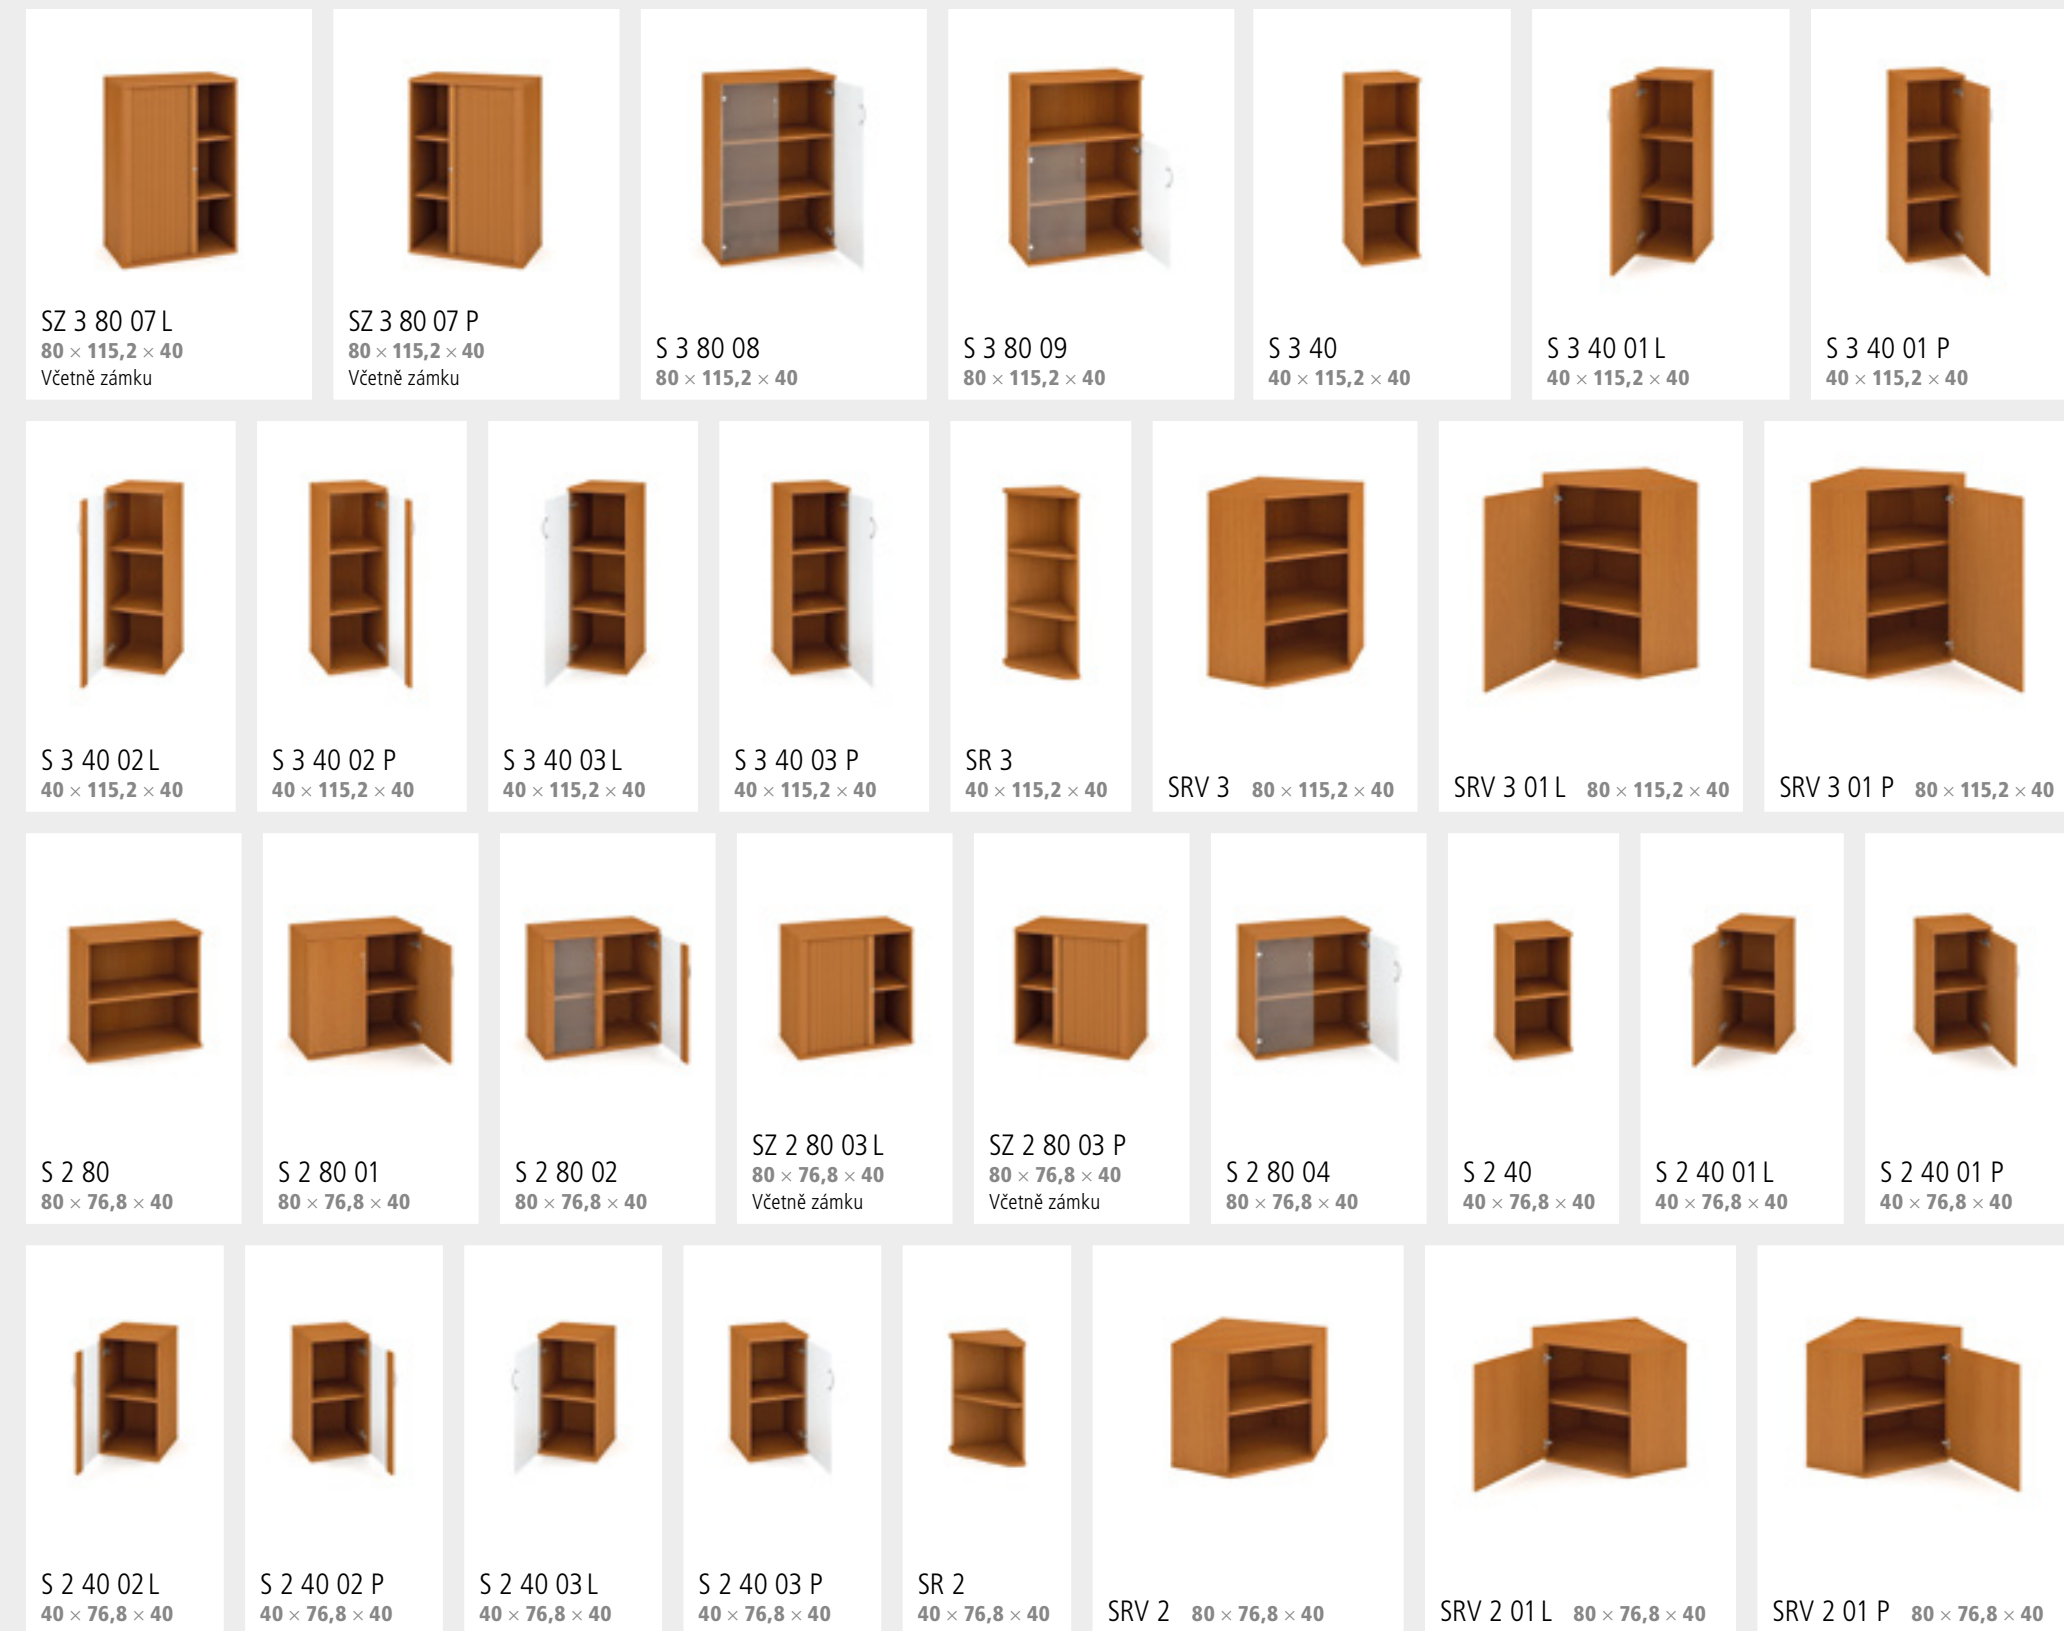 SZ 3 80 07 L
80 × 115,2 × 40
Včetně zámku
SZ 3 80 07 P
80 × 115,2 × 40
Včetně zámku
S 3 80 08
80 × 115,2 × 40
S 3 80 09
80 × 115,2 × 40
S 3 40
40 × 115,2 × 40
S 3 40 01 L
40 × 115,2 × 40
S 3 40 01 P
40 × 115,2 × 40
S 3 40 02 L
40 × 115,2 × 40
S 3 40 02 P
40 × 115,2 × 40
S 3 40 03 L
40 × 115,2 × 40
S 3 40 03 P
40 × 115,2 × 40
SR 3
40 × 115,2 × 40
SRV 3 80 × 115,2 × 40
SRV 3 01 L 80 × 115,2 × 40
SRV 3 01 P 80 × 115,2 × 40
S 2 80
80 × 76,8 × 40
S 2 80 01
80 × 76,8 × 40
S 2 80 02
80 × 76,8 × 40
SZ 2 80 03 L
80 × 76,8 × 40
Včetně zámku
SZ 2 80 03 P
80 × 76,8 × 40
Včetně zámku
S 2 80 04
80 × 76,8 × 40
S 2 40
40 × 76,8 × 40
S 2 40 01 L
40 × 76,8 × 40
S 2 40 01 P
40 × 76,8 × 40
S 2 40 02 L
40 × 76,8 × 40
S 2 40 02 P
40 × 76,8 × 40
S 2 40 03 L
40 × 76,8 × 40
S 2 40 03 P
40 × 76,8 × 40
SR 2
40 × 76,8 × 40
SRV 2 80 × 76,8 × 40
SRV 2 01 L 80 × 76,8 × 40
SRV 2 01 P 80 × 76,8 × 40